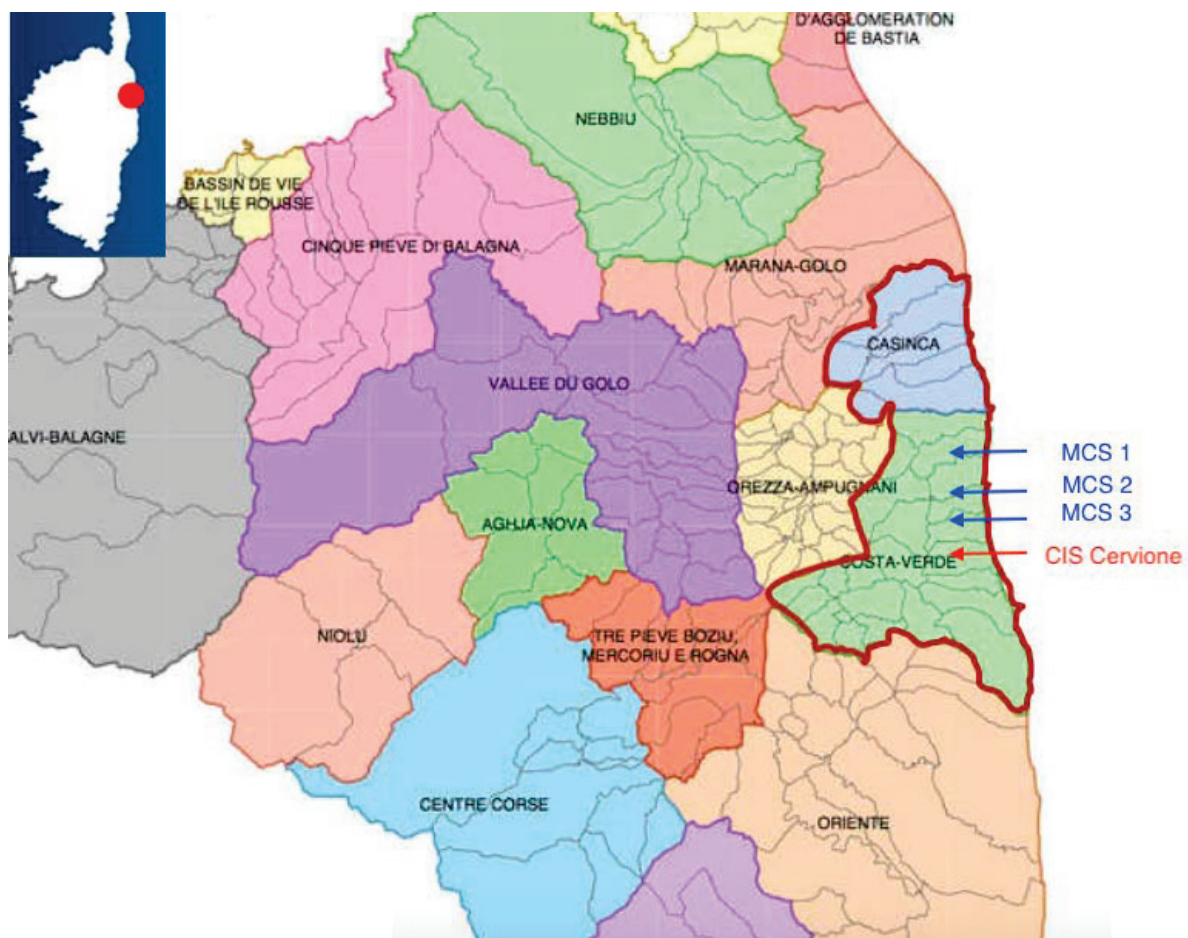 D'AGGLOMERATION
DE BASTIA
NEBBIU
BASSIN DE VIE
DE L'ILE ROUSSE
CINQUE PIEVE DI BALAGNA
MARANA-GOLO
CASINCA
VALLEE DU GOLO
ALVI-BALAGNE
MCS 1
MCS 2
OREZZA-AMPUGNANI
MCS 3
AGHJA-NOVA
CIS Cervione
COSTA-VERDE
NIOLU
TRE PIEVE BOZIU,
MERCORIU E ROGNA
CENTRE CORSE
ORIENTE